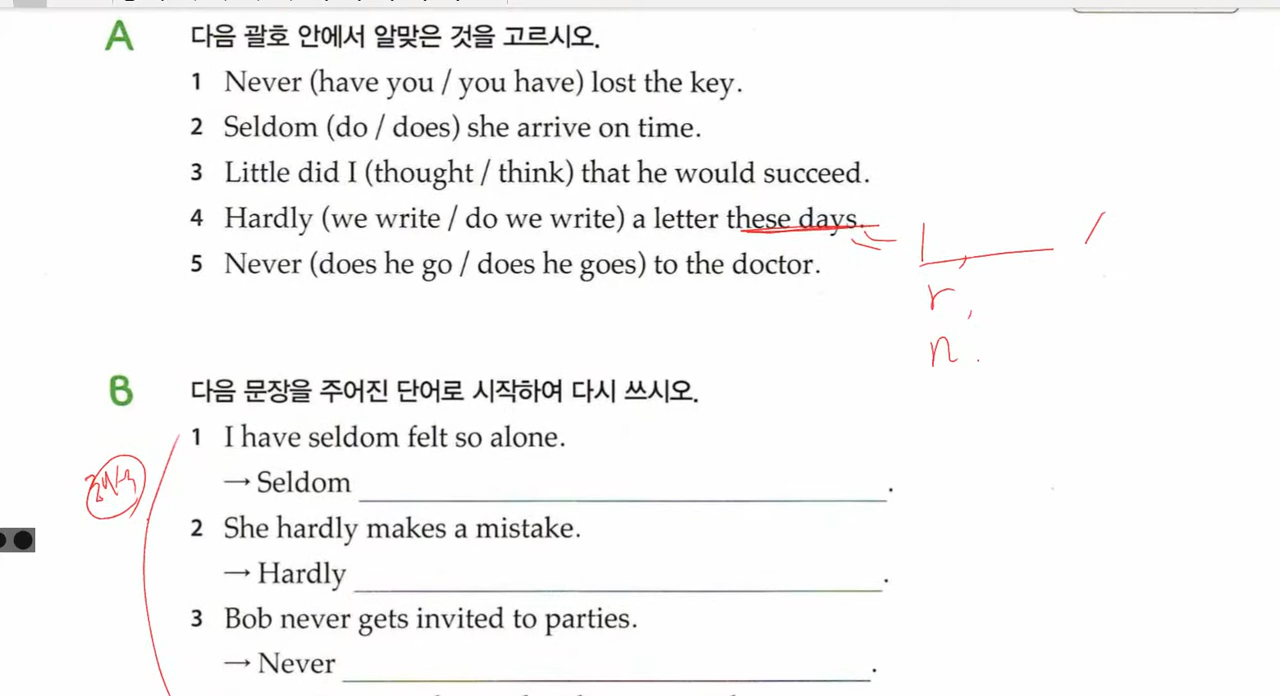 A 다음 괄호 안에서 알맞은 것을 고르시오.
1 Never (have you / you have) lost the key.
2 Seldom (do / does) she arrive on time.
3 Little did I (thought / think) that he would succeed.
4 Hardly (we write / do we write) a letter these days.
5 Never (does he go / does he goes) to the doctor.
r,
n.
B 다음 문장을 주어진 단어로 시작하여 다시 쓰시오.
1 I have seldom felt so alone.
→ Seldom .
2 She hardly makes a mistake.
→ Hardly .
3 Bob never gets invited to parties.
→ Never .